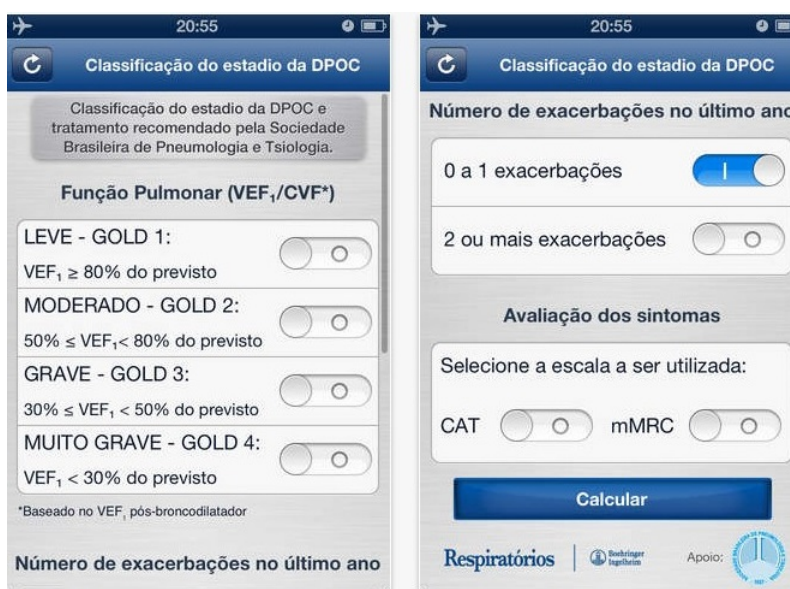 20:55
Classificação do estadio da DPOC
Classificação do estadio da DPOC e
tratamento recomendado pela Sociedade
Brasileira de Pneumologia e Tsiologia.
Função Pulmonar (VEF₁/CVF*)
LEVE - GOLD 1:
VEF₁ ≥ 80% do previsto
MODERADO - GOLD 2:
50% ≤ VEF₁< 80% do previsto
GRAVE - GOLD 3:
30% ≤ VEF₁ < 50% do previsto
MUITO GRAVE - GOLD 4:
VEF₁ < 30% do previsto
*Baseado no VEF₁ pós-broncodilatador
Número de exacerbações no último ano
20:55
Classificação do estadio da DPOC
Número de exacerbações no último ano
0 a 1 exacerbações
2 ou mais exacerbações
Avaliação dos sintomas
Selecione a escala a ser utilizada:
CAT mMRC
Calcular
Respiratórios Boehringer Ingelheim Apoio: